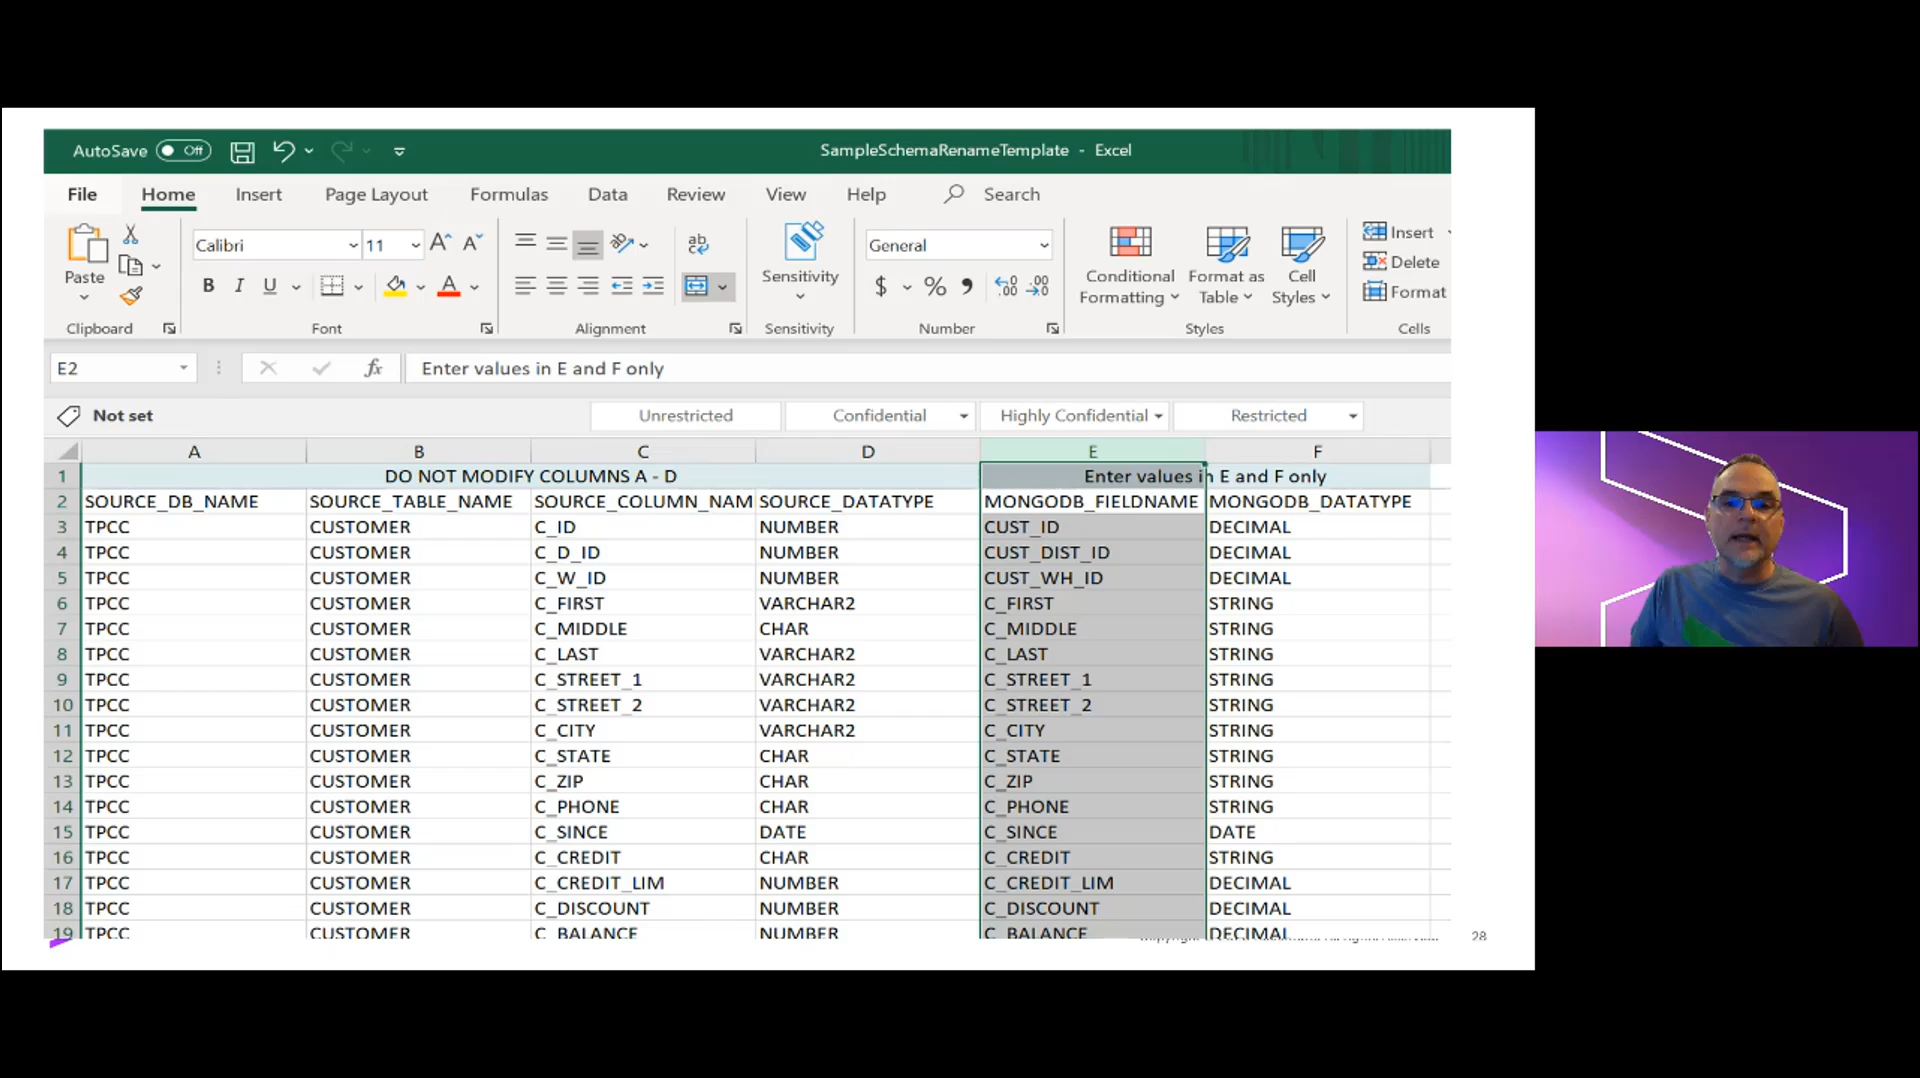 AutoSave Off SampleSchemaRenameTemplate - Excel
File Home Insert Page Layout Formulas Data Review View Help Search
Calibri 11 General
Paste
B I U
ab
c
$ % 9
Sensitivity
Conditional Formatting
Format as Table
Cell Styles
Insert
Delete
Format
Clipboard Font Alignment Sensitivity Number Styles Cells
E2 fx Enter values in E and F only
Not set Unrestricted Confidential Highly Confidential Restricted
A B C D E F
1 DO NOT MODIFY COLUMNS A - D Enter values in E and F only
2 SOURCE_DB_NAME SOURCE_TABLE_NAME SOURCE_COLUMN_NAM SOURCE_DATATYPE MONGODB_FIELDNAME MONGODB_DATATYPE
3 TPCC CUSTOMER C_ID NUMBER CUST_ID DECIMAL
4 TPCC CUSTOMER C_D_ID NUMBER CUST_DIST_ID DECIMAL
5 TPCC CUSTOMER C_W_ID NUMBER CUST_WH_ID DECIMAL
6 TPCC CUSTOMER C_FIRST VARCHAR2 C_FIRST STRING
7 TPCC CUSTOMER C_MIDDLE CHAR C_MIDDLE STRING
8 TPCC CUSTOMER C_LAST VARCHAR2 C_LAST STRING
9 TPCC CUSTOMER C_STREET_1 VARCHAR2 C_STREET_1 STRING
10 TPCC CUSTOMER C_STREET_2 VARCHAR2 C_STREET_2 STRING
11 TPCC CUSTOMER C_CITY VARCHAR2 C_CITY STRING
12 TPCC CUSTOMER C_STATE CHAR C_STATE STRING
13 TPCC CUSTOMER C_ZIP CHAR C_ZIP STRING
14 TPCC CUSTOMER C_PHONE CHAR C_PHONE STRING
15 TPCC CUSTOMER C_SINCE DATE C_SINCE DATE
16 TPCC CUSTOMER C_CREDIT CHAR C_CREDIT STRING
17 TPCC CUSTOMER C_CREDIT_LIM NUMBER C_CREDIT_LIM DECIMAL
18 TPCC CUSTOMER C_DISCOUNT NUMBER C_DISCOUNT DECIMAL
19 TPCC CUSTOMER C_BALANCE NUMBER C_BALANCE DECIMAL
28